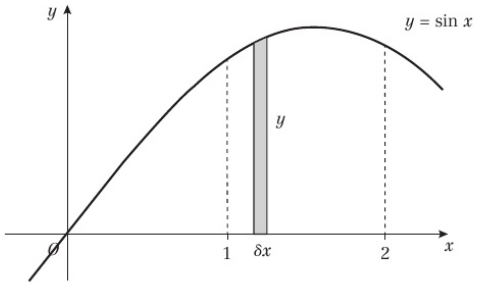 y
y = sin x
y
O
1
δx
2
x